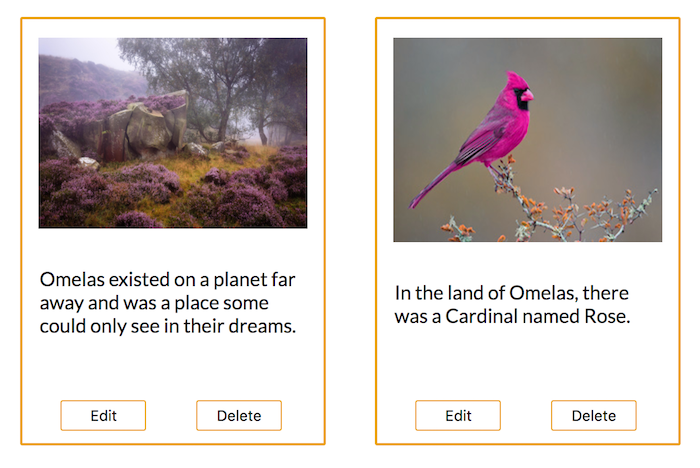 Omelas existed on a planet far
away and was a place some
could only see in their dreams.
Edit
Delete
In the land of Omelas, there
was a Cardinal named Rose.
Edit
Delete